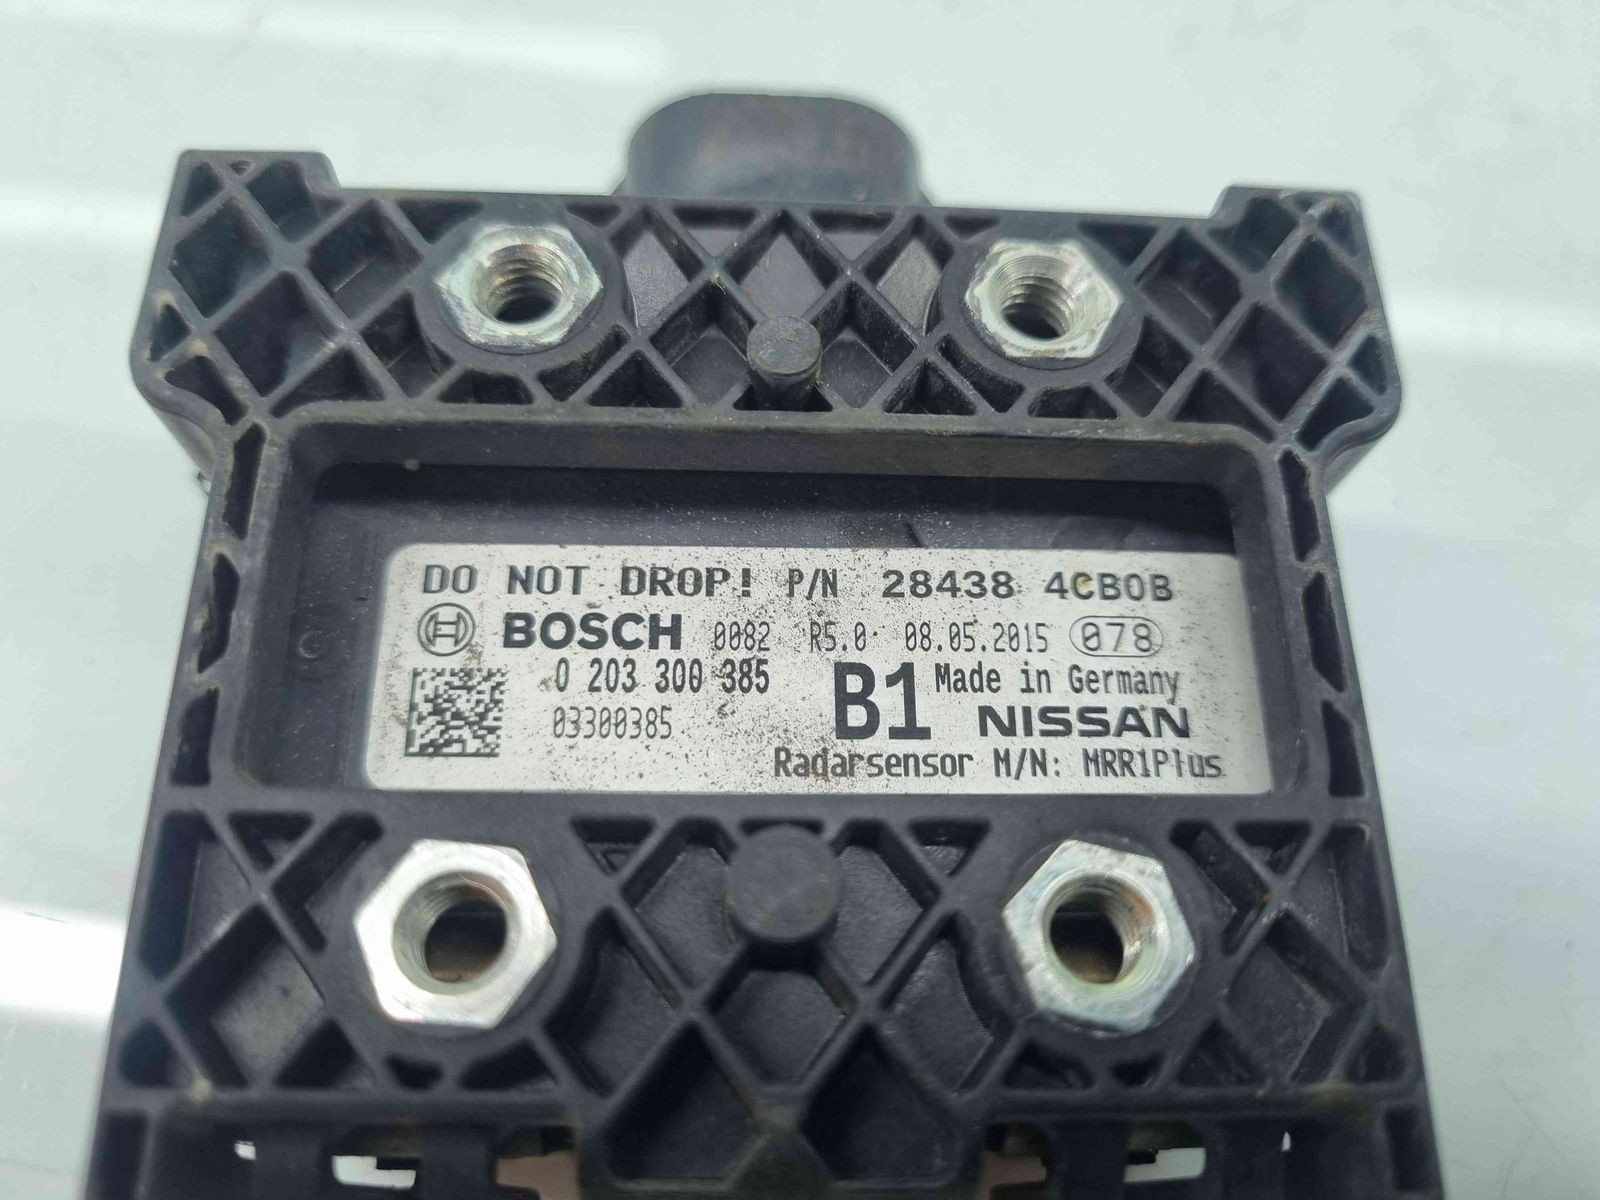 DO NOT DROP! P/N 28438 4CB0B
BOSCH 0082 R5.0 08.05.2015 078
0 203 300 385 B1 Made in Germany
03300385 NISSAN
Radarsensor M/N: MRR1Plus